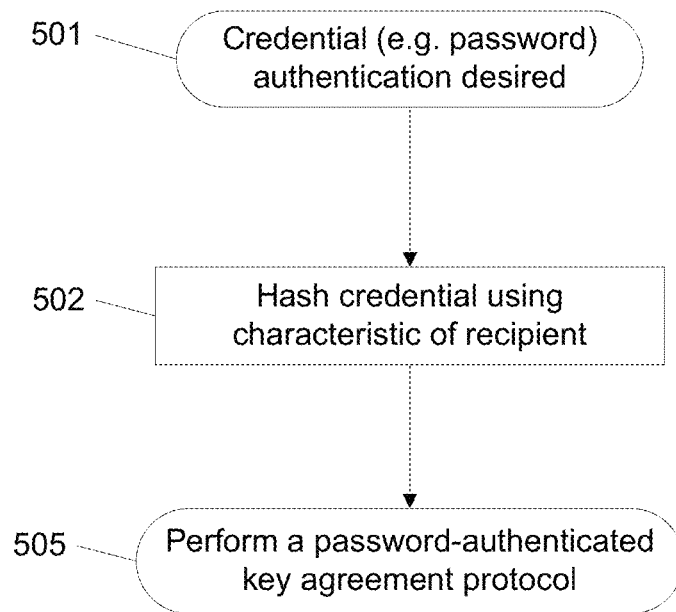 501
Credential (e.g. password)
authentication desired
502
Hash credential using
characteristic of recipient
505
Perform a password-authenticated
key agreement protocol